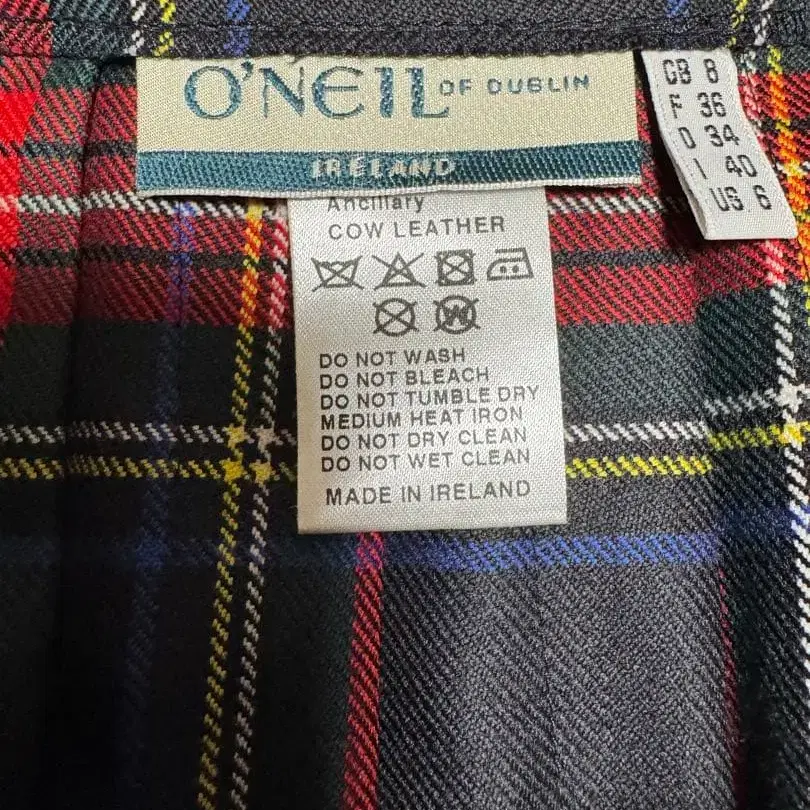 O'NEIL OF DUBLIN
IRELAND
GB 8
F 36
D 34
I 40
US 6
Ancillary
COW LEATHER
W
DO NOT WASH
DO NOT BLEACH
DO NOT TUMBLE DRY
MEDIUM HEAT IRON
DO NOT DRY CLEAN
DO NOT WET CLEAN
MADE IN IRELAND